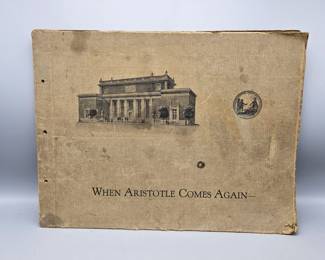 WHEN ARISTOTLE COMES AGAIN—